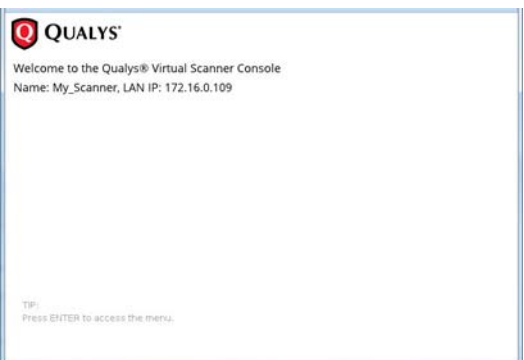 QUALYS®
Welcome to the Qualys® Virtual Scanner Console
Name: My_Scanner, LAN IP: 172.16.0.109
TIP:
Press ENTER to access the menu.